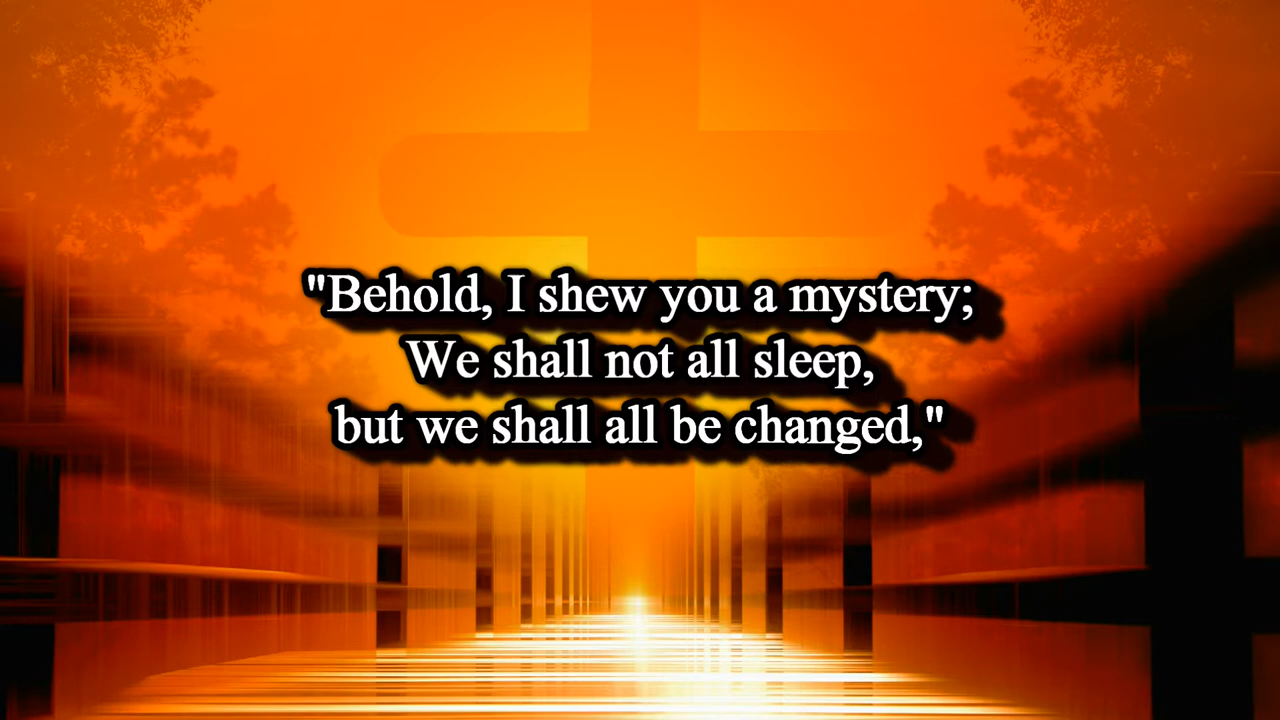 "Behold, I shew you a mystery;
We shall not all sleep,
but we shall all be changed,"